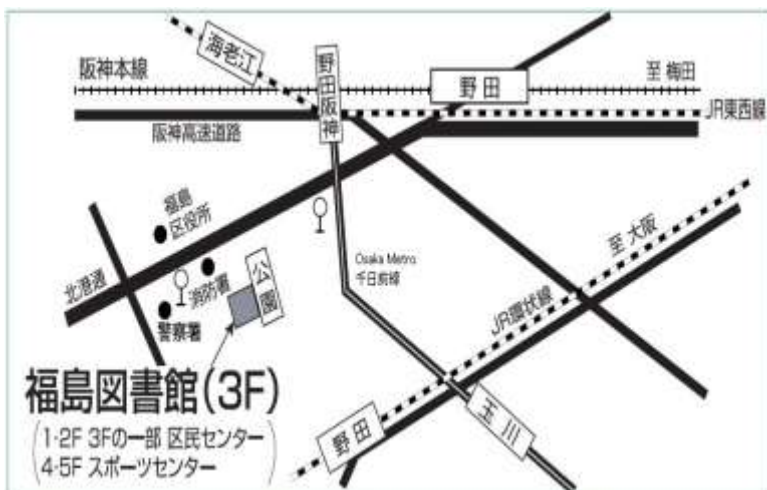 海老江
阪神本線
野田阪神
野田
至 梅田
JR東西線
阪神高速道路
福島
区役所
北港通
消防署
公園
警察署
Osaka Metro
千日前線
至 大阪
JR環状線
玉川
野田
福島図書館(3F)
(1-2F 3Fの一部 区民センター
4-5F スポーツセンター)